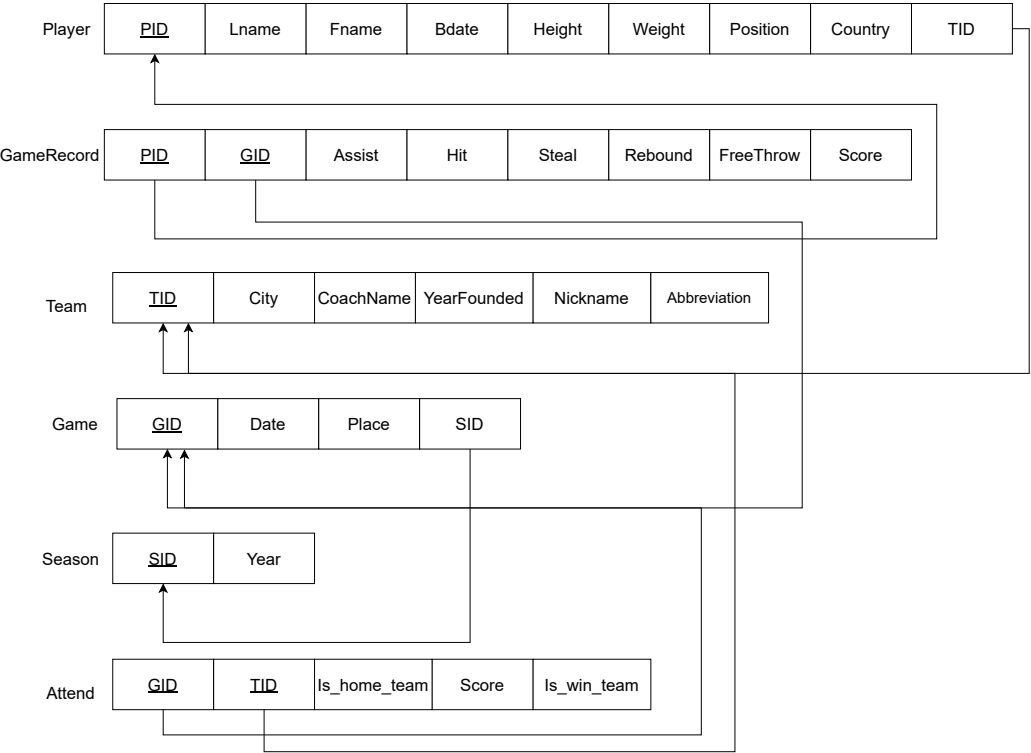 Player PID Lname Fname Bdate Height Weight Position Country TID
GameRecord PID GID Assist Hit Steal Rebound FreeThrow Score
Team TID City CoachName YearFounded Nickname Abbreviation
Game GID Date Place SID
Season SID Year
Attend GID TID Is_home_team Score Is_win_team